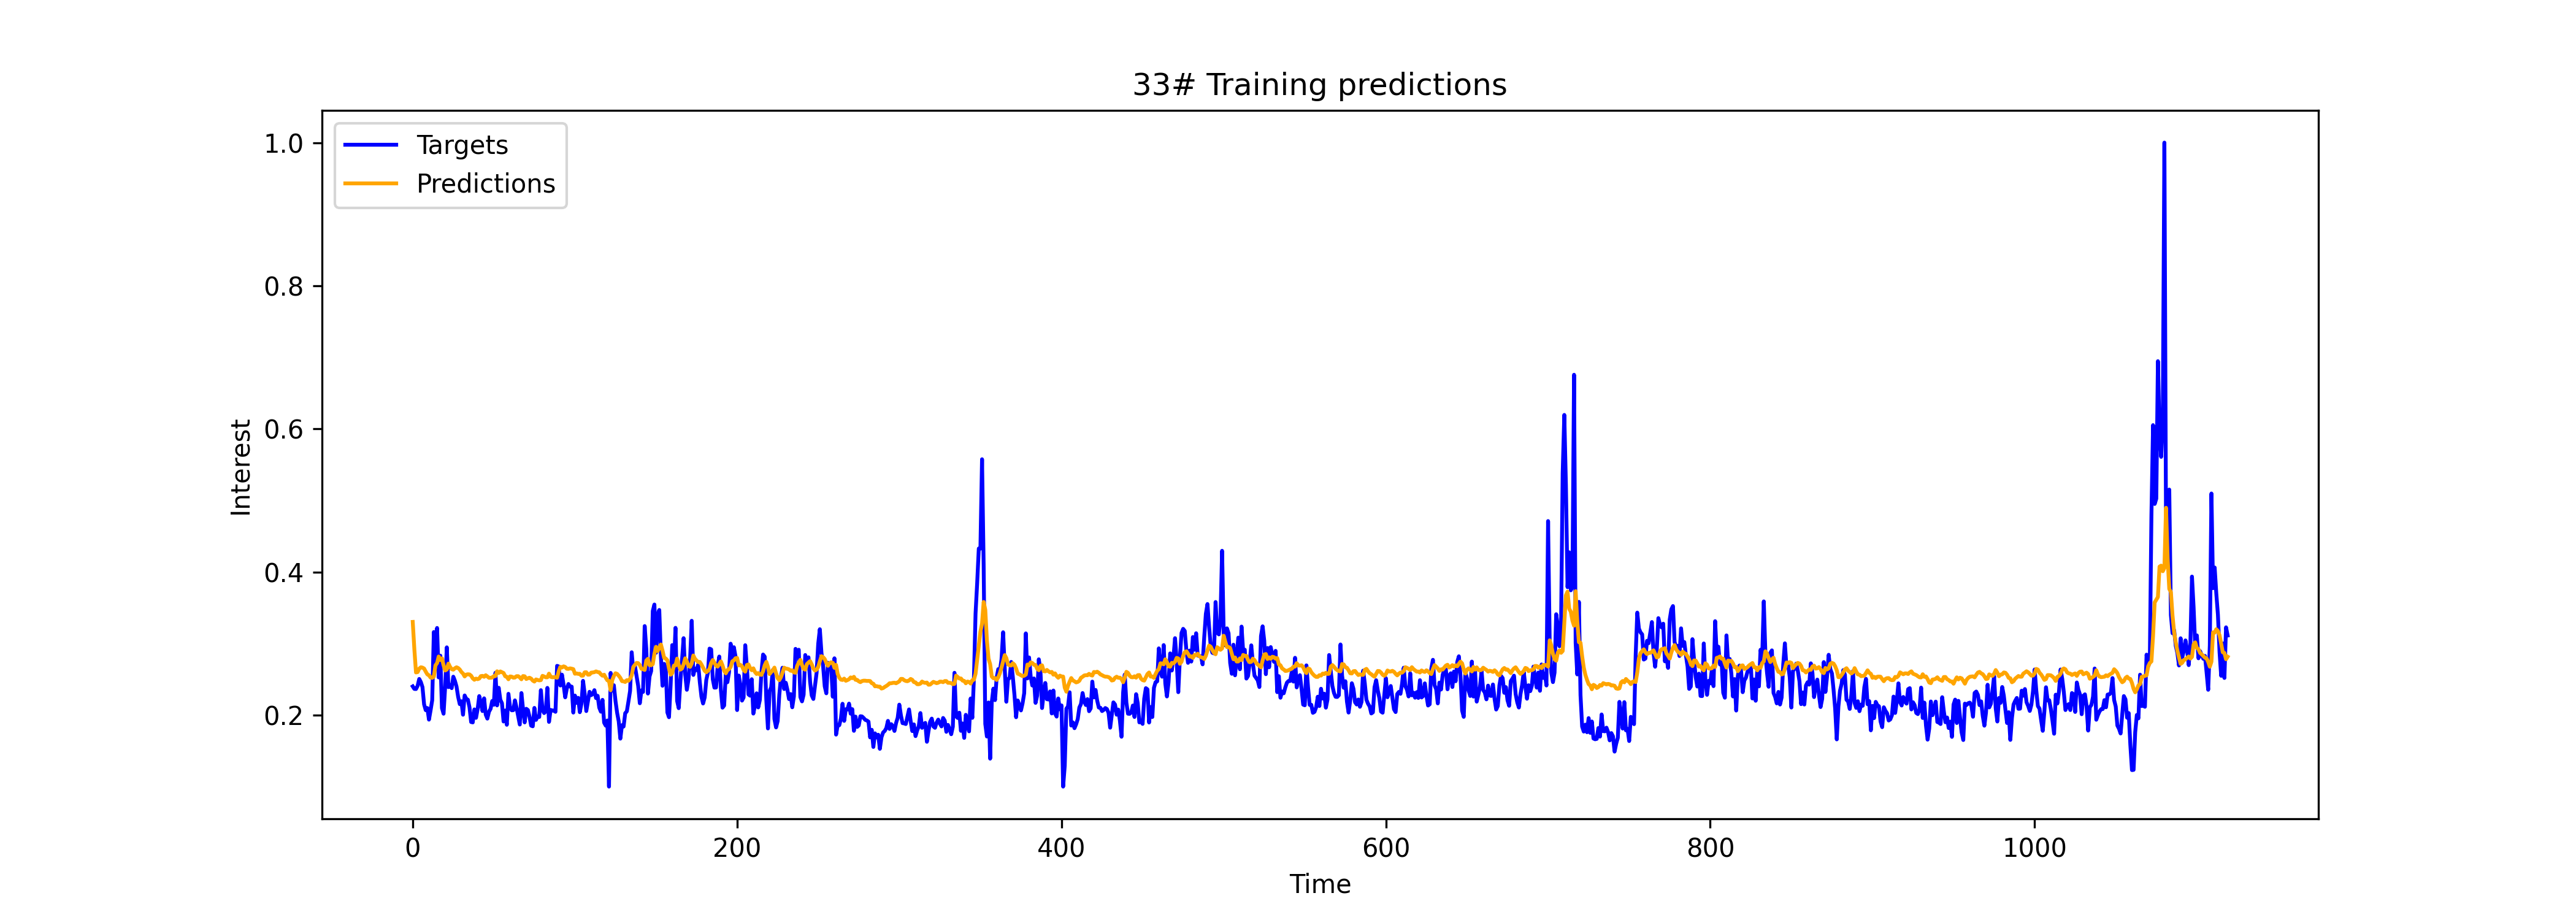 33# Training predictions
Targets
Predictions
1.0
0.8
0.6
0.4
0.2
Interest
0 200 400 600 800 1000
Time